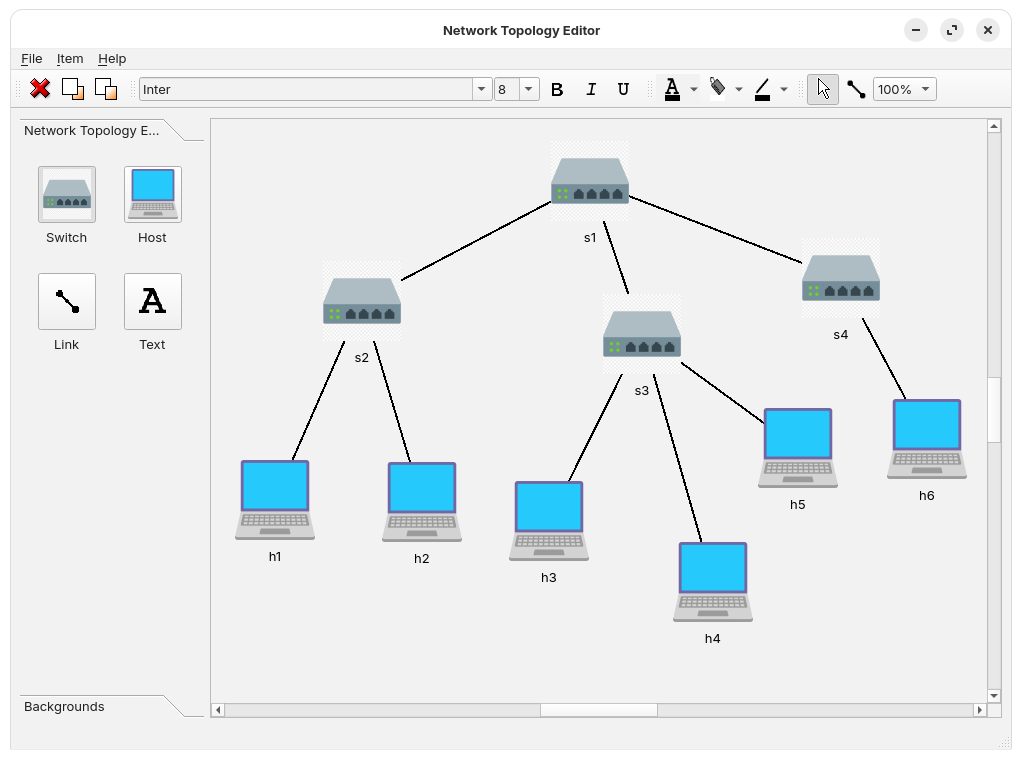 Network Topology Editor
File Item Help
Inter 8 B I U A 100%
Network Topology E...
Switch Host
A
Link Text
Backgrounds
s1
s2
s3
s4
h1
h2
h3
h4
h5
h6